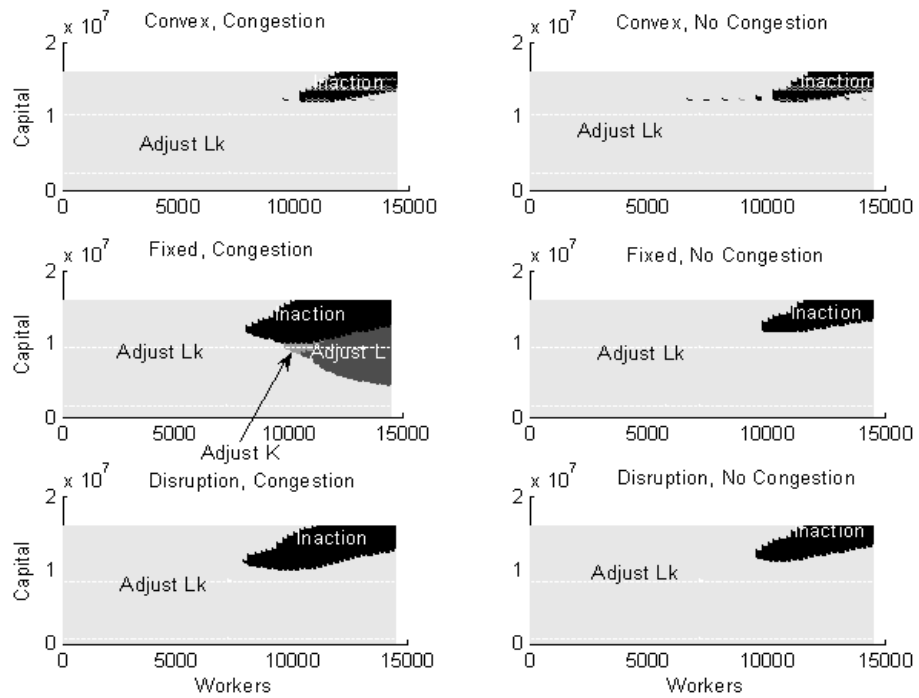 x 10^7
Convex, Congestion
2
Inaction
1
Adjust Lk
0
Capital
0 5000 10000 15000
x 10^7
Convex, No Congestion
2
Inaction
1
Adjust Lk
0
0 5000 10000 15000
x 10^7
Fixed, Congestion
2
Inaction
1
Adjust Lk
Adjust L
0
Capital
0 5000 10000 15000
Adjust K
x 10^7
Fixed, No Congestion
2
Inaction
1
Adjust Lk
0
0 5000 10000 15000
x 10^7
Disruption, Congestion
2
Inaction
1
Adjust Lk
0
Capital
0 5000 10000 15000
Workers
x 10^7
Disruption, No Congestion
2
Inaction
1
Adjust Lk
0
0 5000 10000 15000
Workers